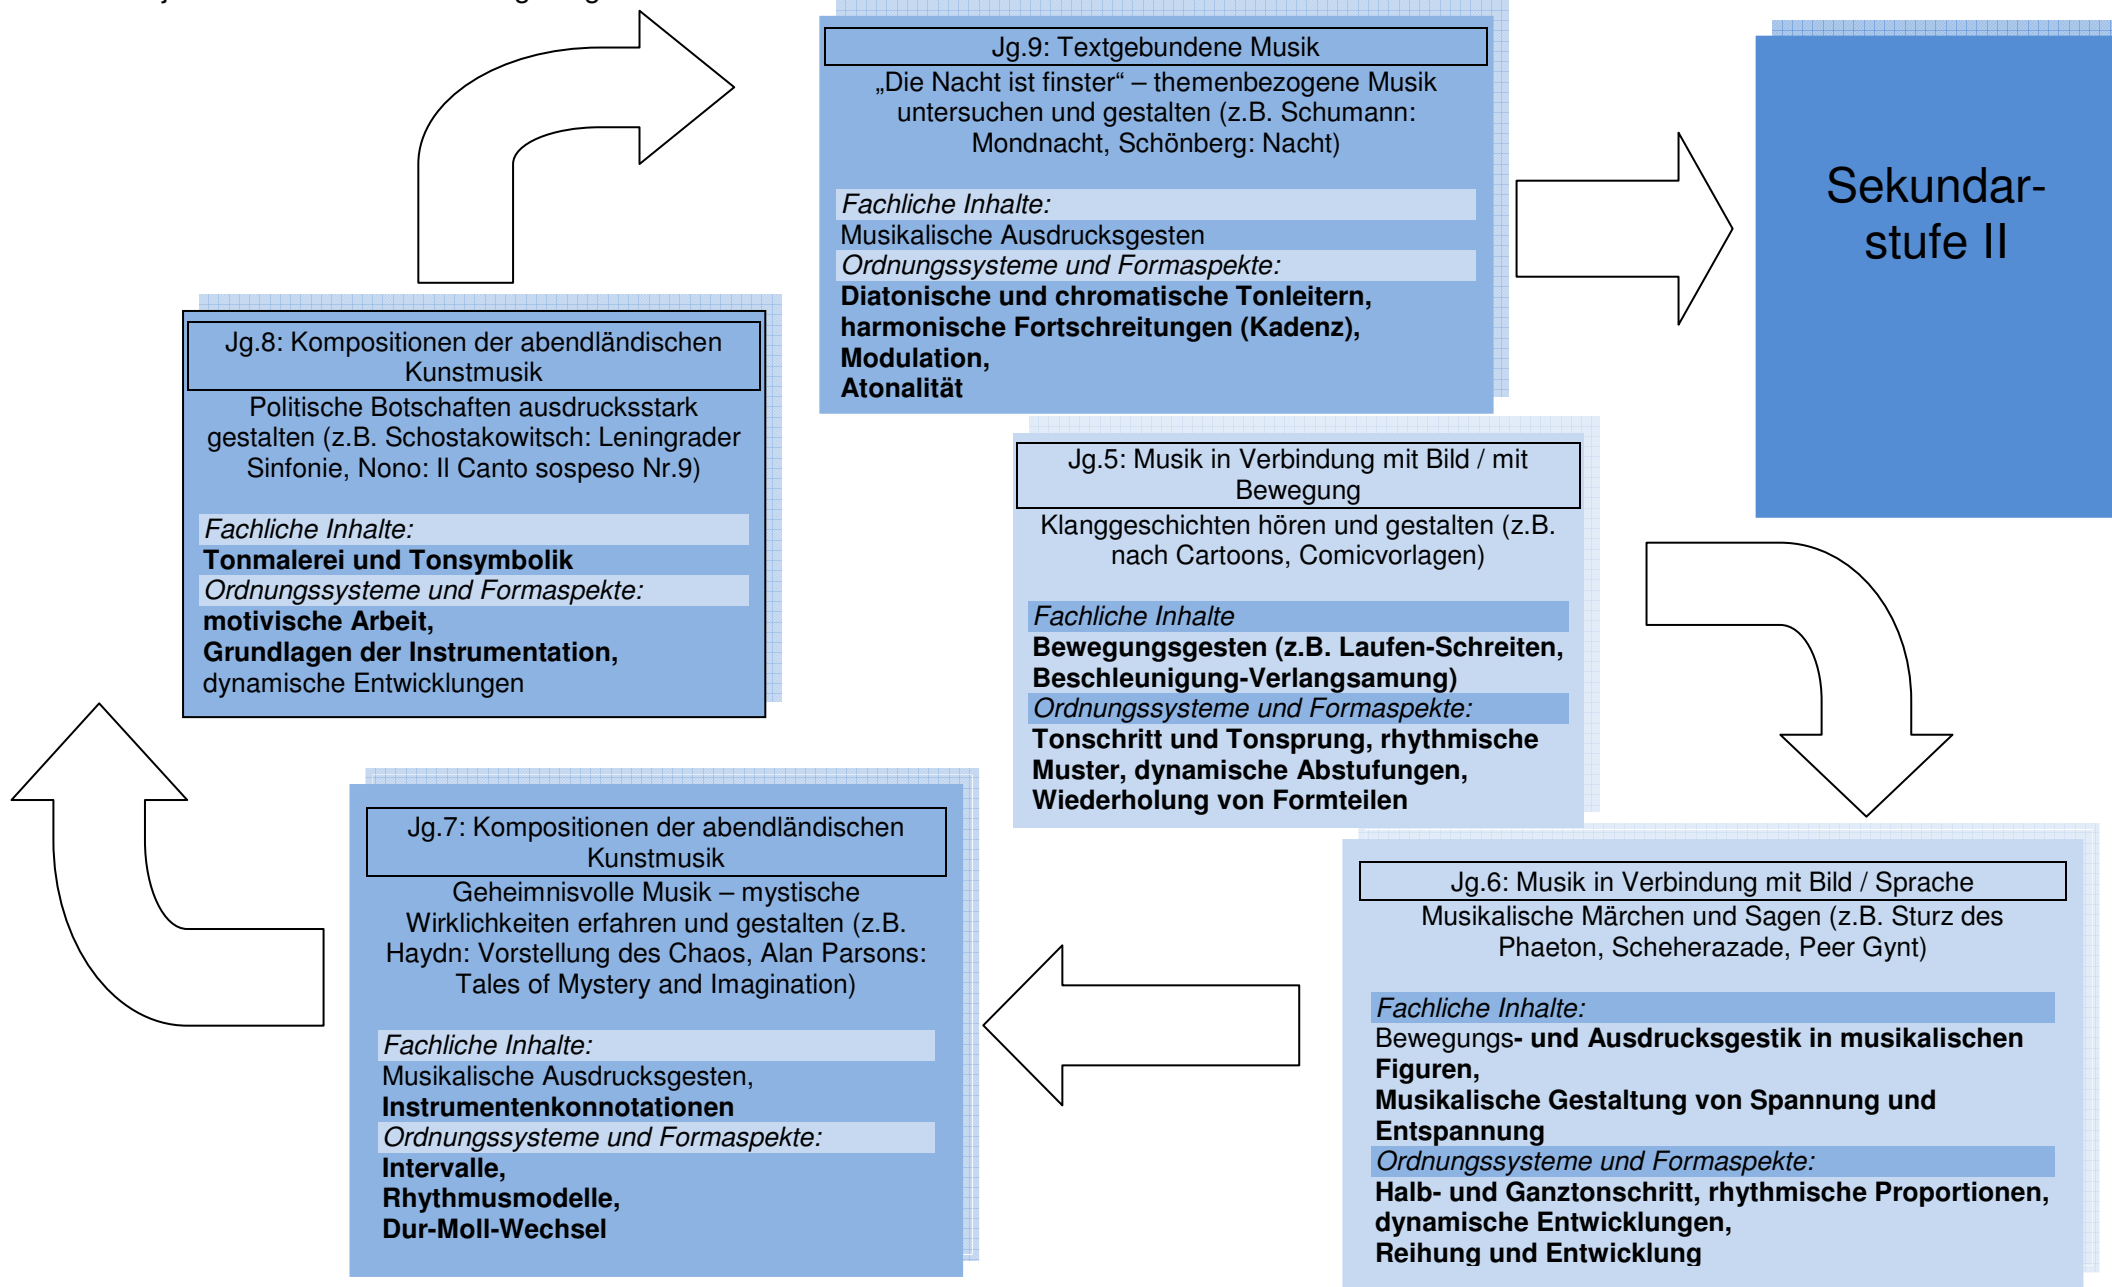 Jg.9: Textgebundene Musik
„Die Nacht ist finster“ – themenbezogene Musik
untersuchen und gestalten (z.B. Schumann:
Mondnacht, Schönberg: Nacht)
Fachliche Inhalte:
Musikalische Ausdrucksgesten
Ordnungssysteme und Formaspekte:
Diatonische und chromatische Tonleitern,
harmonische Fortschreitungen (Kadenz),
Modulation,
Atonalität
Sekundar-
stufe II
Jg.8: Kompositionen der abendländischen
Kunstmusik
Politische Botschaften ausdrucksstark
gestalten (z.B. Schostakowitsch: Leningrader
Sinfonie, Nono: Il Canto sospeso Nr.9)
Fachliche Inhalte:
Tonmalerei und Tonsymbolik
Ordnungssysteme und Formaspekte:
motivische Arbeit,
Grundlagen der Instrumentation,
dynamische Entwicklungen
Jg.5: Musik in Verbindung mit Bild / mit
Bewegung
Klanggeschichten hören und gestalten (z.B.
nach Cartoons, Comicvorlagen)
Fachliche Inhalte
Bewegungsgesten (z.B. Laufen-Schreiten,
Beschleunigung-Verlangsamung)
Ordnungssysteme und Formaspekte:
Tonschritt und Tonsprung, rhythmische
Muster, dynamische Abstufungen,
Wiederholung von Formteilen
Jg.7: Kompositionen der abendländischen
Kunstmusik
Geheimnisvolle Musik – mystische
Wirklichkeiten erfahren und gestalten (z.B.
Haydn: Vorstellung des Chaos, Alan Parsons:
Tales of Mystery and Imagination)
Fachliche Inhalte:
Musikalische Ausdrucksgesten,
Instrumentenkonnotationen
Ordnungssysteme und Formaspekte:
Intervalle,
Rhythmusmodelle,
Dur-Moll-Wechsel
Jg.6: Musik in Verbindung mit Bild / Sprache
Musikalische Märchen und Sagen (z.B. Sturz des
Phaeton, Scheherazade, Peer Gynt)
Fachliche Inhalte:
Bewegungs- und Ausdrucksgestik in musikalischen
Figuren,
Musikalische Gestaltung von Spannung und
Entspannung
Ordnungssysteme und Formaspekte:
Halb- und Ganztonschritt, rhythmische Proportionen,
dynamische Entwicklungen,
Reihung und Entwicklung